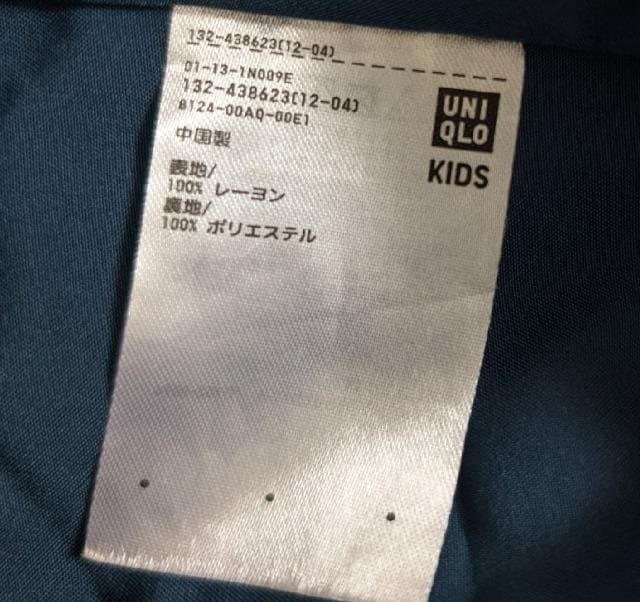 132-438623(12-04)
01-13-1N009E
132-438623(12-04)
8124-00AQ-00E1
中国製
表地/
100% レーヨン
裏地/
100% ポリエステル
UNI
QLO
KIDS